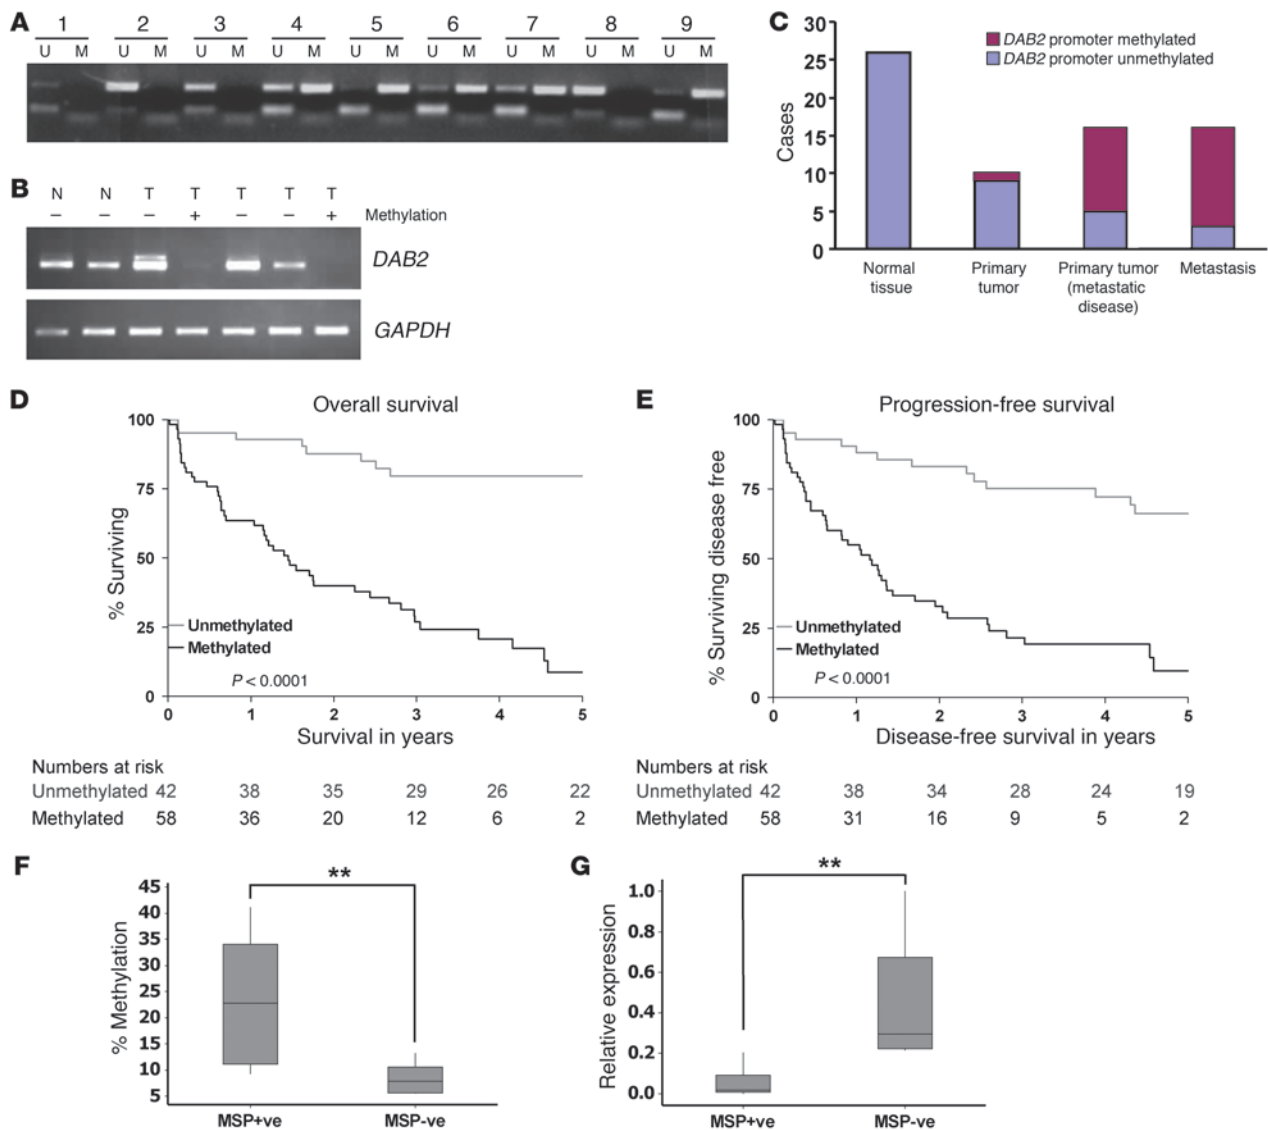 A
1 2 3 4 5 6 7 8 9
U M U M U M U M U M U M U M U M U M
B
N N T T T T T
– – – + – – + Methylation
DAB2
GAPDH
C
30
25
20
15
10
5
0
Cases
DAB2 promoter methylated
DAB2 promoter unmethylated
Normal tissue
Primary tumor
Primary tumor (metastatic disease)
Metastasis
D
Overall survival
100
75
50
25
0
% Surviving
Unmethylated
Methylated
P < 0.0001
0 1 2 3 4 5
Survival in years
Numbers at risk
Unmethylated 42 38 35 29 26 22
Methylated 58 36 20 12 6 2
E
Progression-free survival
100
75
50
25
0
% Surviving disease free
Unmethylated
Methylated
P < 0.0001
0 1 2 3 4 5
Disease-free survival in years
Numbers at risk
Unmethylated 42 38 34 28 24 19
Methylated 58 31 16 9 5 2
F
**
45
40
35
30
25
20
15
10
5
% Methylation
MSP+ve MSP-ve
G
**
1.0
0.8
0.6
0.4
0.2
0.0
Relative expression
MSP+ve MSP-ve